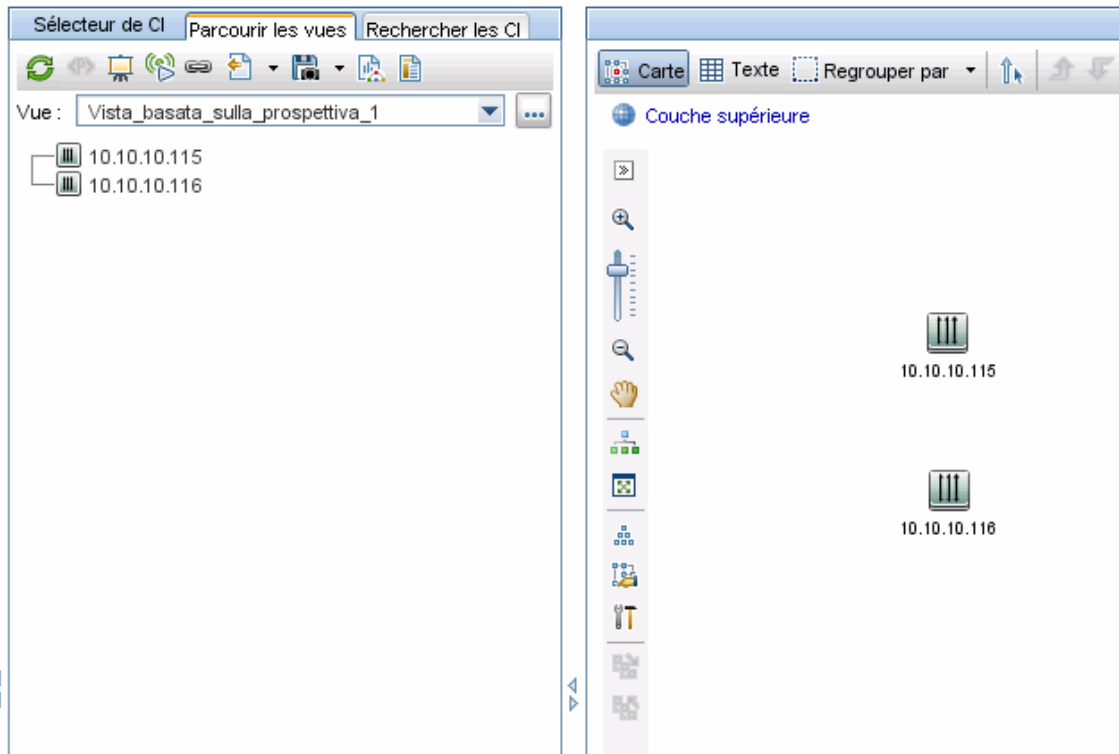 Sélecteur de CI
Parcourir les vues
Rechercher les CI
Vue :
Vista_basata_sulla_prospettiva_1
...
10.10.10.115
10.10.10.116
Carte
Texte
Regrouper par
Couche supérieure
10.10.10.115
10.10.10.116